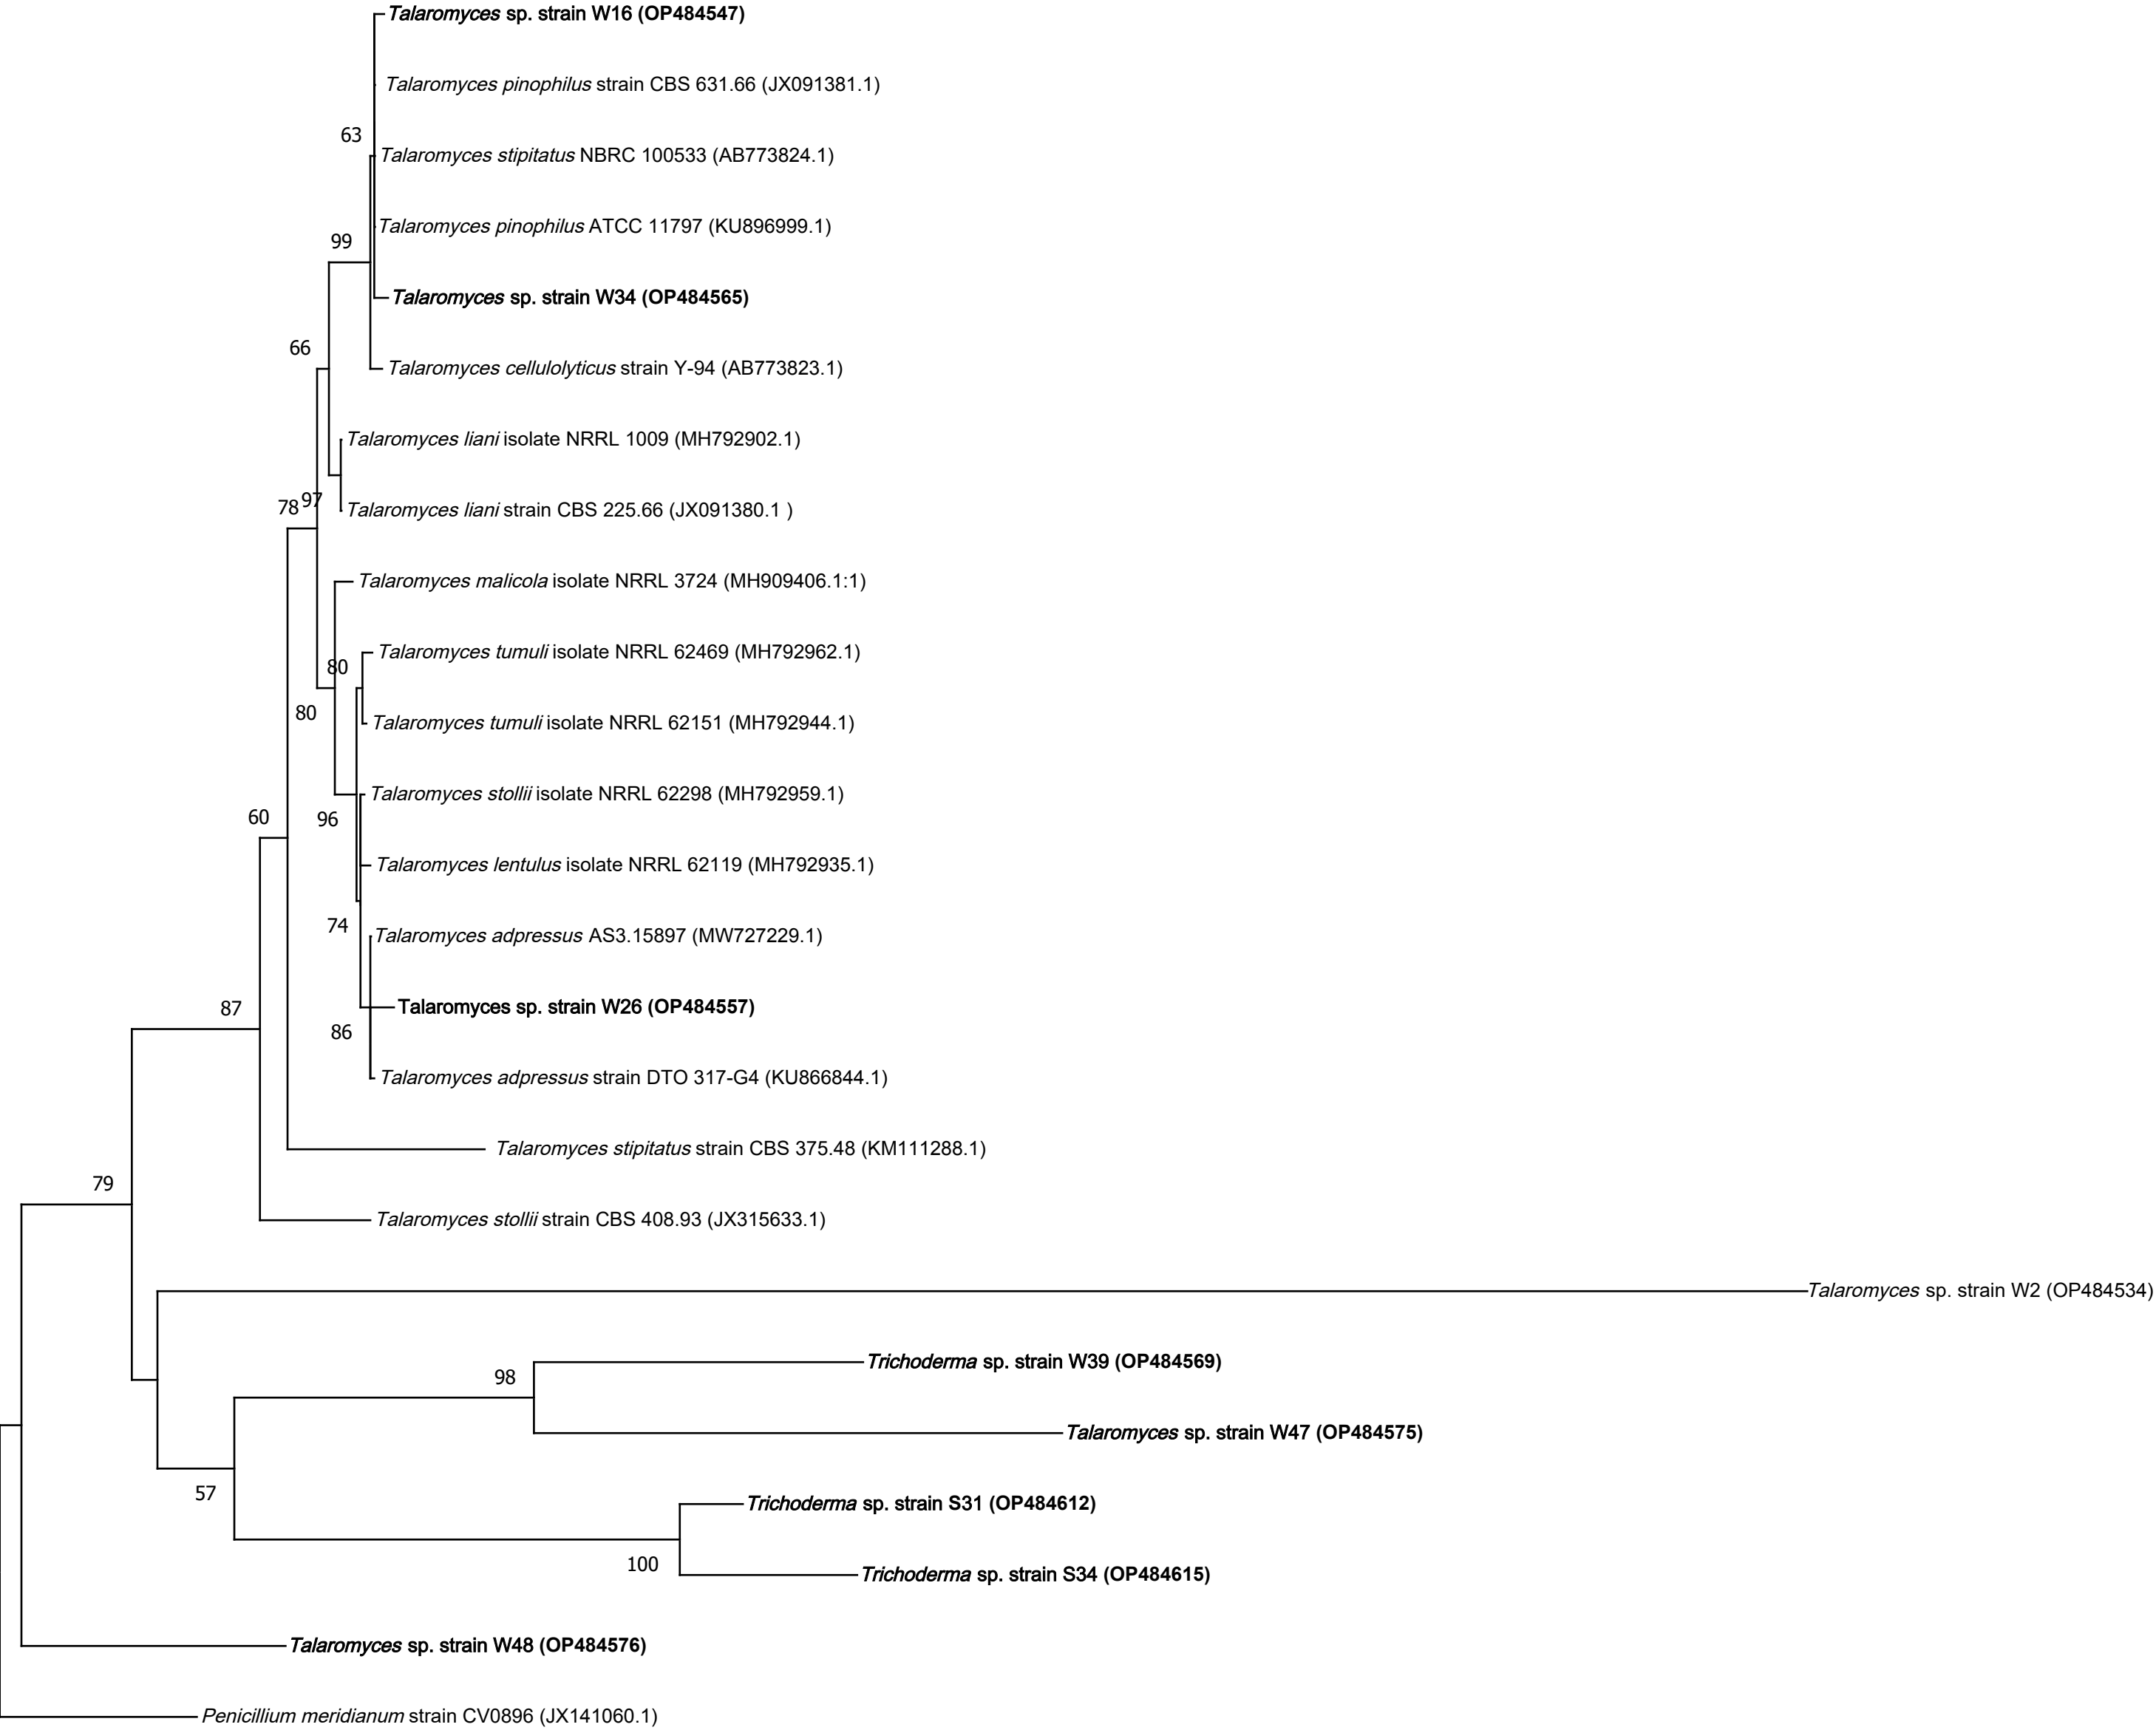 Talaromyces sp. strain W16 (OP484547)
Talaromyces pinophilus strain CBS 631.66 (JX091381.1)
63
Talaromyces stipitatus NBRC 100533 (AB773824.1)
Talaromyces pinophilus ATCC 11797 (KU896999.1)
99
Talaromyces sp. strain W34 (OP484565)
66
Talaromyces cellulolyticus strain Y-94 (AB773823.1)
Talaromyces liani isolate NRRL 1009 (MH792902.1)
78 97
Talaromyces liani strain CBS 225.66 (JX091380.1 )
Talaromyces malicola isolate NRRL 3724 (MH909406.1:1)
Talaromyces tumuli isolate NRRL 62469 (MH792962.1)
80
80
Talaromyces tumuli isolate NRRL 62151 (MH792944.1)
Talaromyces stollii isolate NRRL 62298 (MH792959.1)
60
96
Talaromyces lentulus isolate NRRL 62119 (MH792935.1)
74
Talaromyces adpressus AS3.15897 (MW727229.1)
87
Talaromyces sp. strain W26 (OP484557)
86
Talaromyces adpressus strain DTO 317-G4 (KU866844.1)
Talaromyces stipitatus strain CBS 375.48 (KM111288.1)
79
Talaromyces stollii strain CBS 408.93 (JX315633.1)
Talaromyces sp. strain W2 (OP484534)
Trichoderma sp. strain W39 (OP484569)
98
Talaromyces sp. strain W47 (OP484575)
57
Trichoderma sp. strain S31 (OP484612)
100
Trichoderma sp. strain S34 (OP484615)
Talaromyces sp. strain W48 (OP484576)
Penicillium meridianum strain CV0896 (JX141060.1)